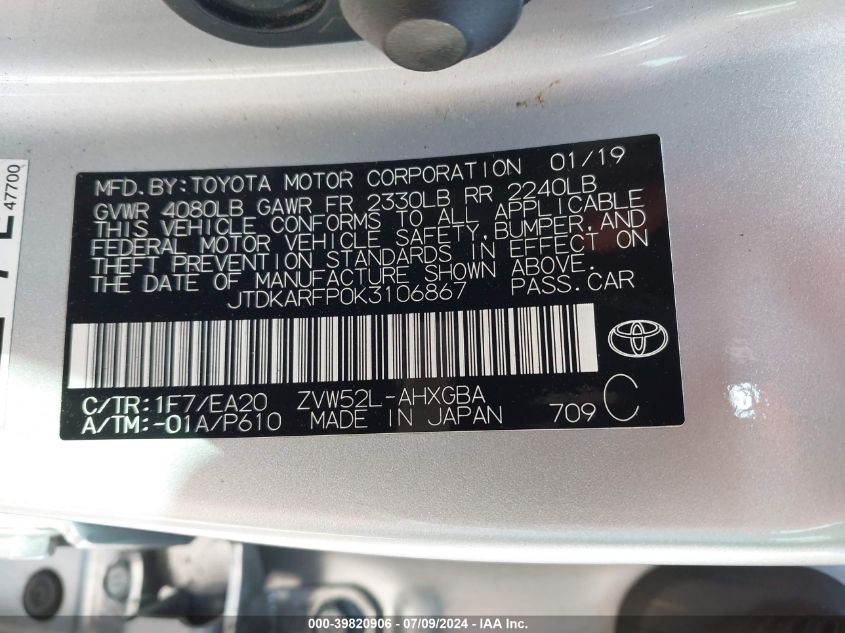 MFD.BY:TOYOTA MOTOR CORPORATION 01/19
GVWR 4080LB GAWR FR 2330LB RR 2240LB
THIS VEHICLE CONFORMS TO ALL APPLICABLE
FEDERAL MOTOR VEHICLE SAFETY,BUMPER,AND
THEFT PREVENTION STANDARDS IN EFFECT ON
THE DATE OF MANUFACTURE SHOWN ABOVE.
JTDKARFP0K3106867 PASS.CAR
C/TR:1F7/EA20 ZVW52L-AHXGBA
A/TM:-01A/P610 MADE IN JAPAN 709 C
47700
000-39820906 - 07/09/2024 - IAAI.com